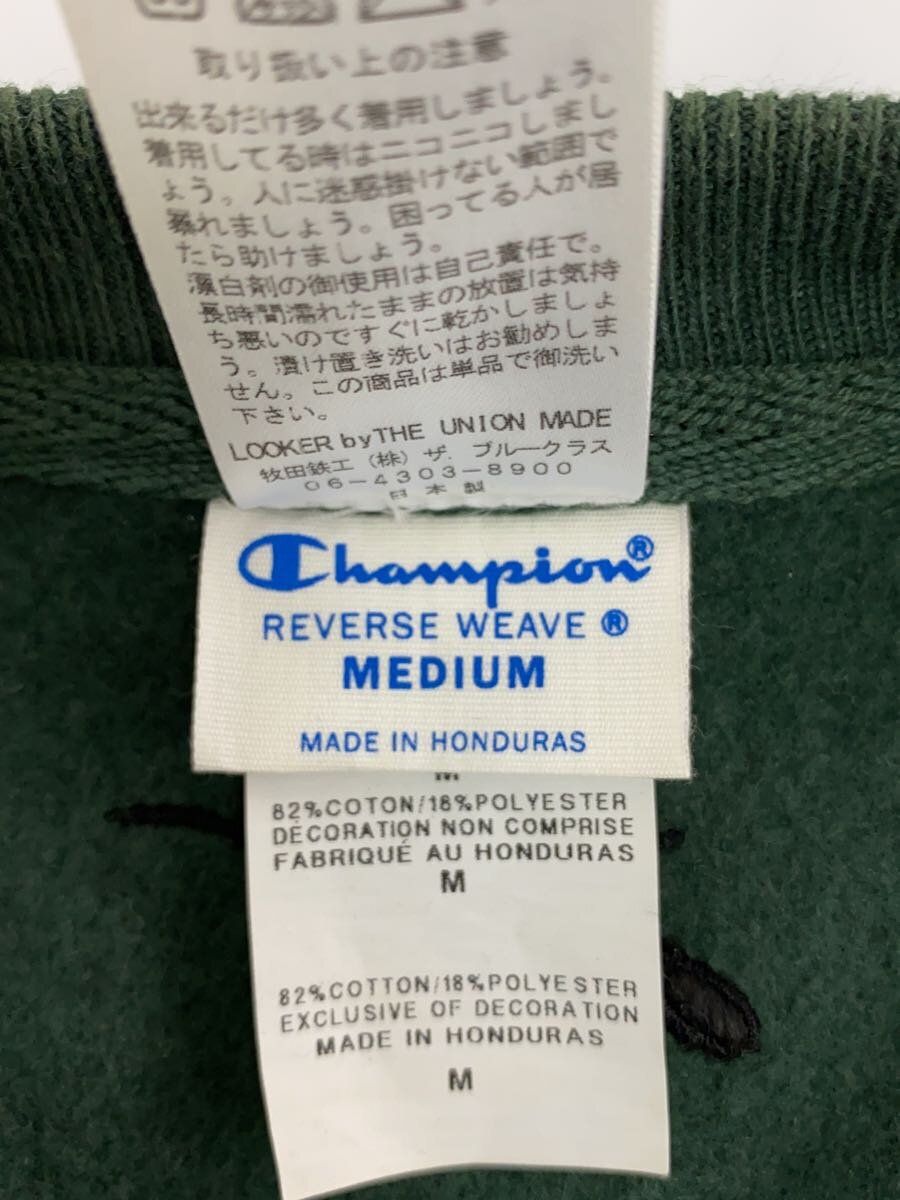 取り扱い上の注意
出来るだけ多く着用しましょう。
着用してる時はニコニコしまし
ょう。人に迷惑掛けない範囲で
暴れましょう。困ってる人が居
たら助けましょう。
漂白剤の御使用は自己責任で。
長時間濡れたままの放置は気持
ち悪いのですぐに乾かしましょ
う。漬け置き洗いはお勧めしま
せん。この商品は単品で御洗い
下さい。
LOOKER by THE UNION MADE
牧田鉄工（株）ザ.ブルークラス
06-4303-8900
日本製
Champion®
REVERSE WEAVE ®
MEDIUM
MADE IN HONDURAS
M
82%COTON/18%POLYESTER
DÉCORATION NON COMPRISE
FABRIQUÉ AU HONDURAS
M
82%COTTON/18%POLYESTER
EXCLUSIVE OF DECORATION
MADE IN HONDURAS
M